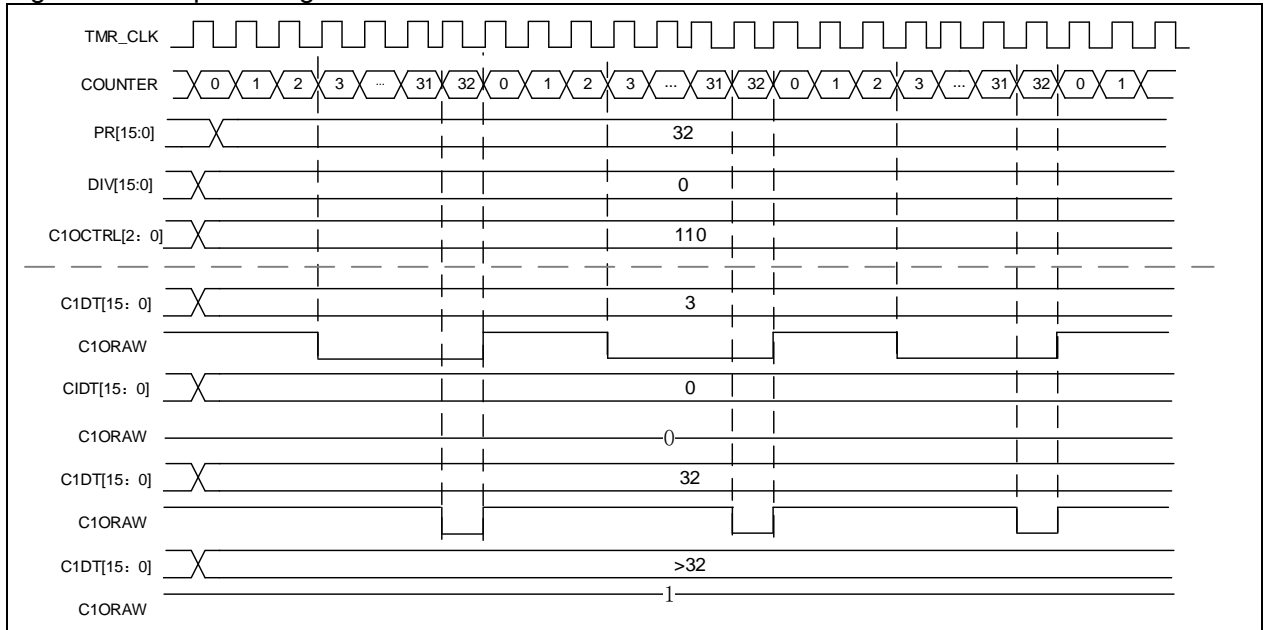 TMR_CLK
COUNTER 0 1 2 3 ... 31 32 0 1 2 3 ... 31 32 0 1 2 3 ... 31 32 0 1
PR[15:0] 32
DIV[15:0] 0
C1OCTRL[2：0] 110
C1DT[15：0] 3
C1ORAW
CIDT[15：0] 0
C1ORAW 0
C1DT[15：0] 32
C1ORAW
C1DT[15：0] >32
C1ORAW 1